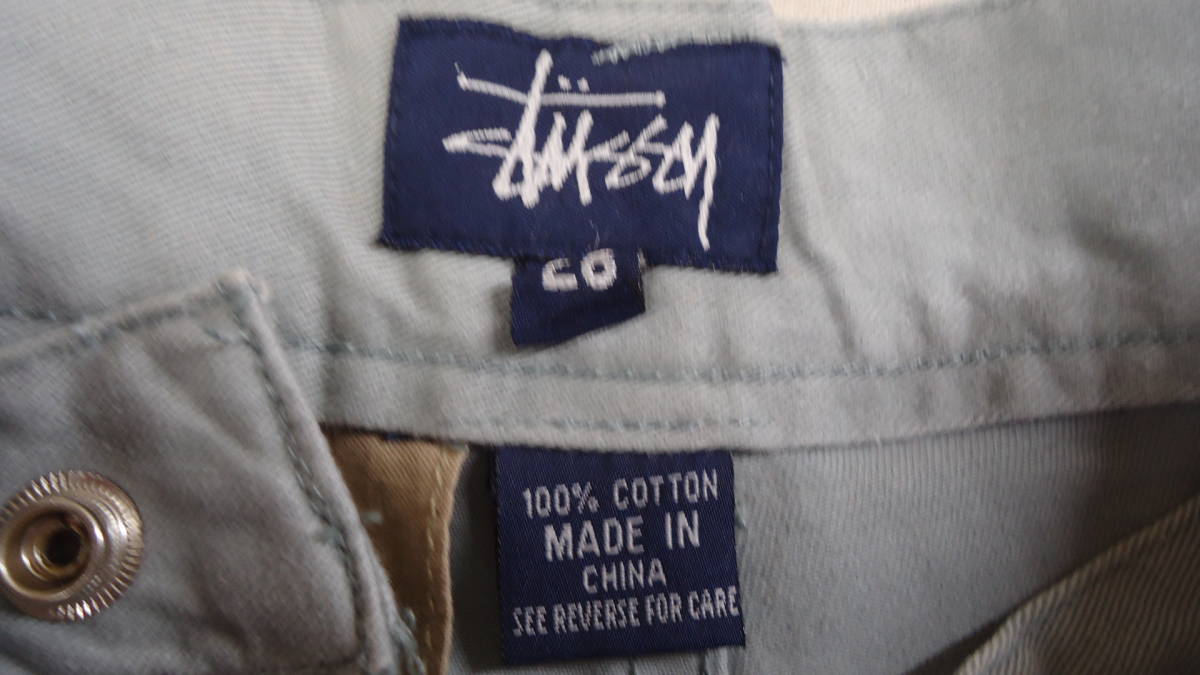 Stüssy
100% COTTON
MADE IN
CHINA
SEE REVERSE FOR CARE